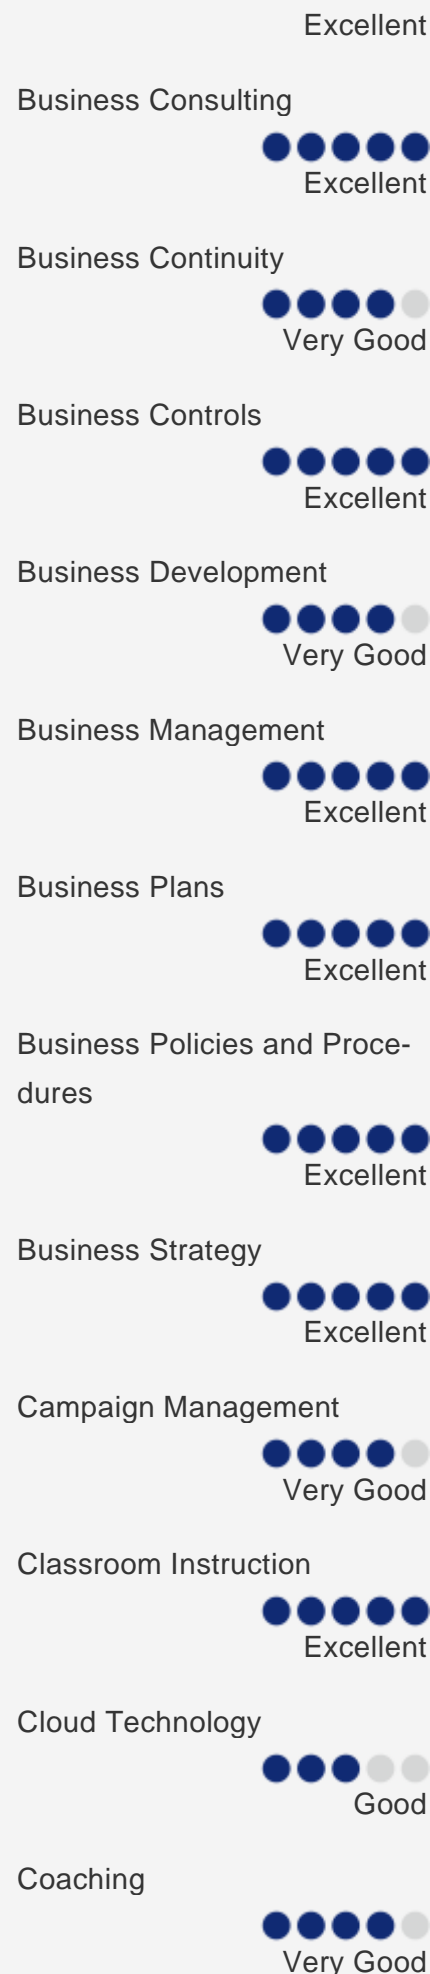 Excellent
Business Consulting
Excellent
Business Continuity
Very Good
Business Controls
Excellent
Business Development
Very Good
Business Management
Excellent
Business Plans
Excellent
Business Policies and Proce-
dures
Excellent
Business Strategy
Excellent
Campaign Management
Very Good
Classroom Instruction
Excellent
Cloud Technology
Good
Coaching
Very Good